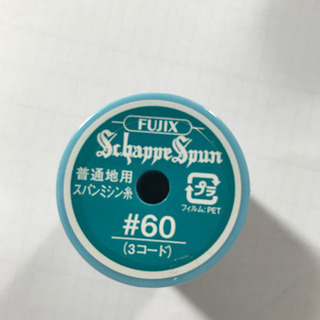 FUJIX
Schappe Spun
普通地用
スパンミシン糸
プラ
フィルム:PET
#60
(3コード)